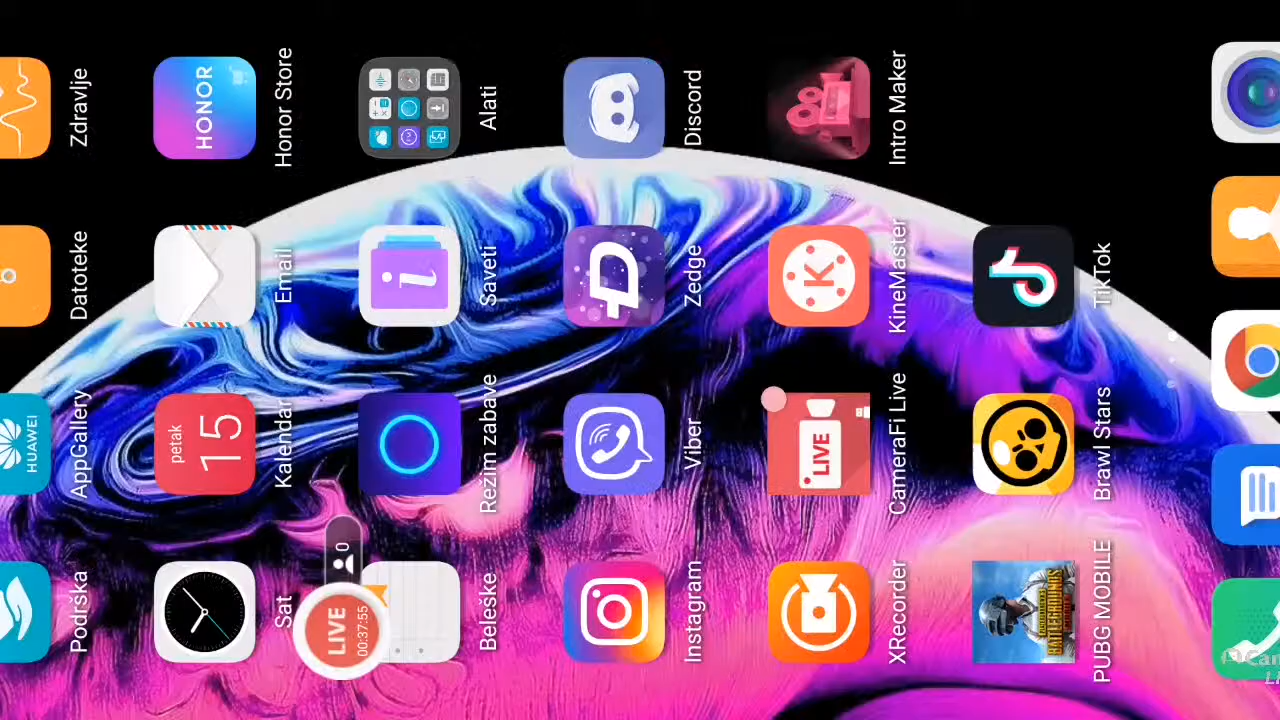 HUAWEI
Podrška
AppGallery
Datoteke
Zdravlje
petak
15
HONOR
Sat
Kalendar
Email
Honor Store
LIVE
00:37:55
0
Beleške
Režim zabave
Saveti
Alati
Instagram
Viber
Zedge
Discord
LIVE
K
XRecorder
CameraFi Live
KineMaster
Intro Maker
BATTLEGROUNDS
PUBG MOBILE
Brawl Stars
TikTok